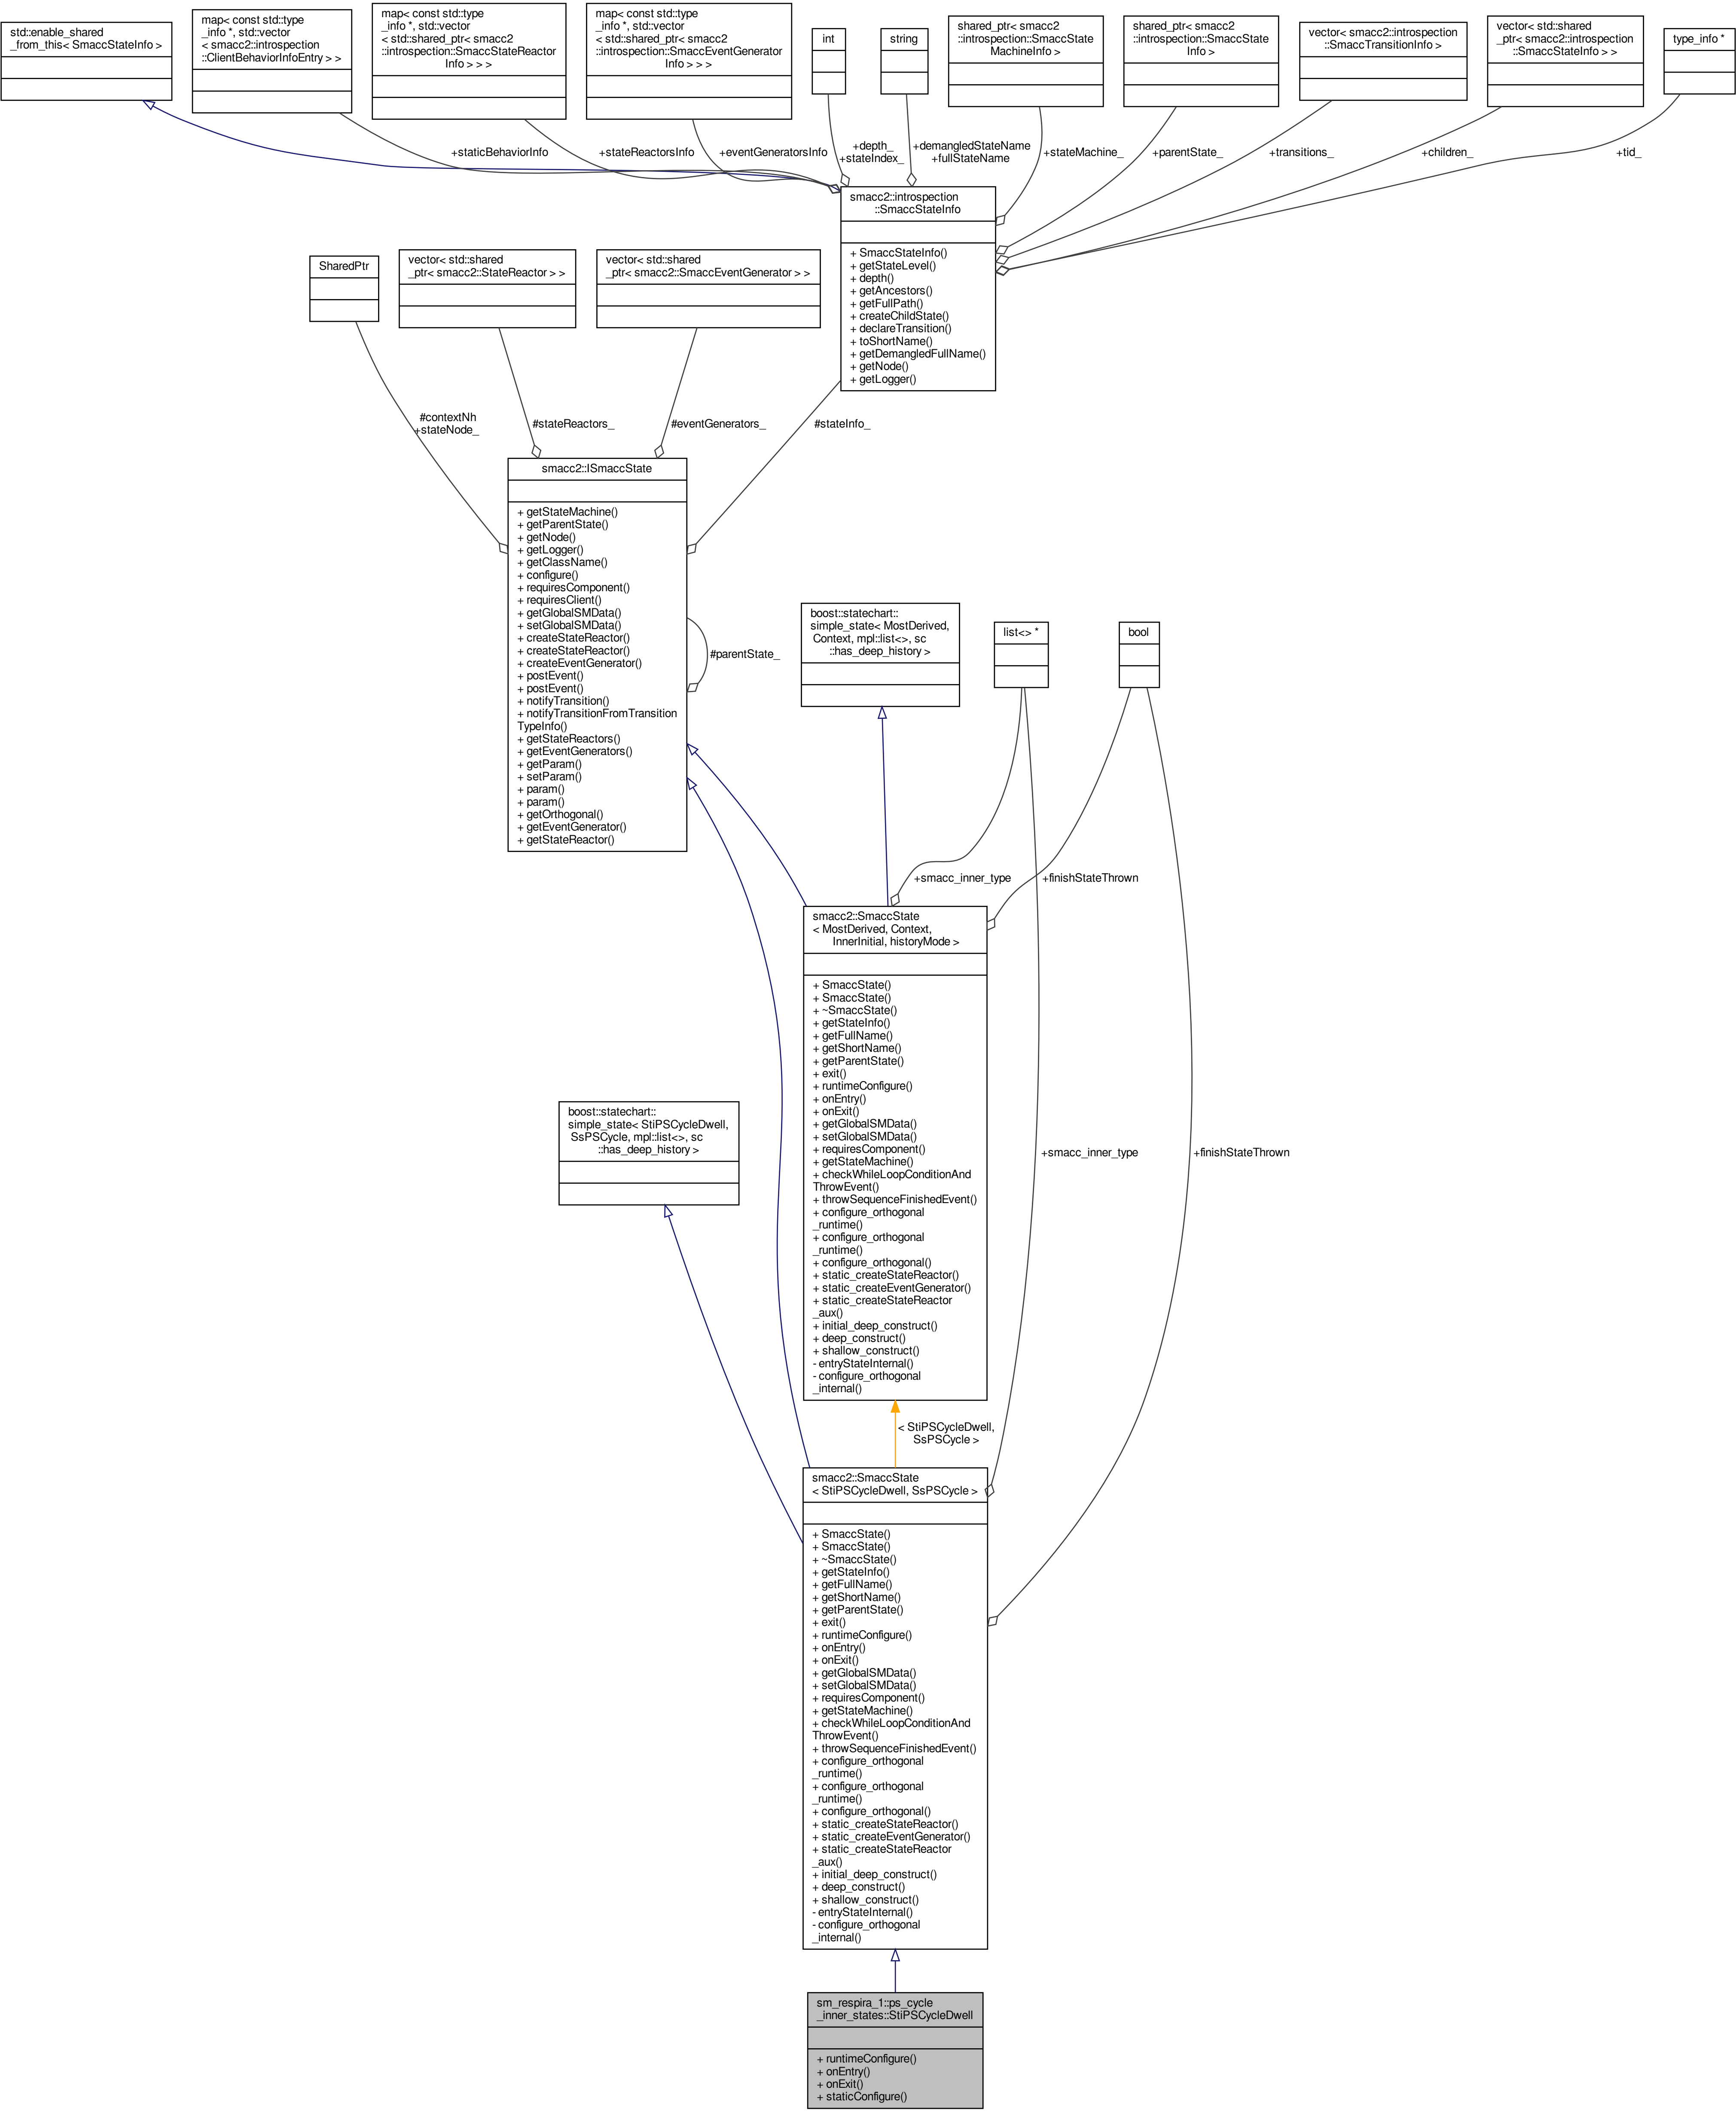 std::enable_shared
_from_this< SmaccStateInfo >
map< const std::type
_info *, std::vector
< smacc2::introspection
::ClientBehaviorInfoEntry > >
map< const std::type
_info *, std::vector
< std::shared_ptr< smacc2
::introspection::SmaccStateReactor
Info > > >
map< const std::type
_info *, std::vector
< std::shared_ptr< smacc2
::introspection::SmaccEventGenerator
Info > > >
int
string
shared_ptr< smacc2
::introspection::SmaccState
MachineInfo >
shared_ptr< smacc2
::introspection::SmaccState
Info >
vector< smacc2::introspection
::SmaccTransitionInfo >
vector< std::shared
_ptr< smacc2::introspection
::SmaccStateInfo > >
type_info *
+staticBehaviorInfo
+stateReactorsInfo
+eventGeneratorsInfo
+depth_
+stateIndex_
+demangledStateName
+fullStateName
+stateMachine_
+parentState_
+transitions_
+children_
+tid_
smacc2::introspection
::SmaccStateInfo
+ SmaccStateInfo()
+ getStateLevel()
+ depth()
+ getAncestors()
+ getFullPath()
+ createChildState()
+ declareTransition()
+ toShortName()
+ getDemangledFullName()
+ getNode()
+ getLogger()
SharedPtr
vector< std::shared
_ptr< smacc2::StateReactor > >
vector< std::shared
_ptr< smacc2::SmaccEventGenerator > >
#contextNh
+stateNode_
#stateReactors_
#eventGenerators_
#stateInfo_
smacc2::ISmaccState
+ getStateMachine()
+ getParentState()
+ getNode()
+ getLogger()
+ getClassName()
+ configure()
+ requiresComponent()
+ requiresClient()
+ getGlobalSMData()
+ setGlobalSMData()
+ createStateReactor()
+ createStateReactor()
+ createEventGenerator()
+ postEvent()
+ postEvent()
+ notifyTransition()
+ notifyTransitionFromTransition
TypeInfo()
+ getStateReactors()
+ getEventGenerators()
+ getParam()
+ setParam()
+ param()
+ param()
+ getOrthogonal()
+ getEventGenerator()
+ getStateReactor()
#parentState_
boost::statechart::
simple_state< MostDerived,
Context, mpl::list<>, sc
::has_deep_history >
list<> *
bool
+smacc_inner_type
+finishStateThrown
smacc2::SmaccState
< MostDerived, Context,
InnerInitial, historyMode >
+ SmaccState()
+ SmaccState()
+ ~SmaccState()
+ getStateInfo()
+ getFullName()
+ getShortName()
+ getParentState()
+ exit()
+ runtimeConfigure()
+ onEntry()
+ onExit()
+ getGlobalSMData()
+ setGlobalSMData()
+ requiresComponent()
+ getStateMachine()
+ checkWhileLoopConditionAnd
ThrowEvent()
+ throwSequenceFinishedEvent()
+ configure_orthogonal
_runtime()
+ configure_orthogonal
_runtime()
+ configure_orthogonal()
+ static_createStateReactor()
+ static_createEventGenerator()
+ static_createStateReactor
_aux()
+ initial_deep_construct()
+ deep_construct()
+ shallow_construct()
- entryStateInternal()
- configure_orthogonal
_internal()
boost::statechart::
simple_state< StiPSCycleDwell,
SsPSCycle, mpl::list<>, sc
::has_deep_history >
+smacc_inner_type
+finishStateThrown
< StiPSCycleDwell,
SsPSCycle >
smacc2::SmaccState
< StiPSCycleDwell, SsPSCycle >
+ SmaccState()
+ SmaccState()
+ ~SmaccState()
+ getStateInfo()
+ getFullName()
+ getShortName()
+ getParentState()
+ exit()
+ runtimeConfigure()
+ onEntry()
+ onExit()
+ getGlobalSMData()
+ setGlobalSMData()
+ requiresComponent()
+ getStateMachine()
+ checkWhileLoopConditionAnd
ThrowEvent()
+ throwSequenceFinishedEvent()
+ configure_orthogonal
_runtime()
+ configure_orthogonal
_runtime()
+ configure_orthogonal()
+ static_createStateReactor()
+ static_createEventGenerator()
+ static_createStateReactor
_aux()
+ initial_deep_construct()
+ deep_construct()
+ shallow_construct()
- entryStateInternal()
- configure_orthogonal
_internal()
sm_respira_1::ps_cycle
_inner_states::StiPSCycleDwell
+ runtimeConfigure()
+ onEntry()
+ onExit()
+ staticConfigure()